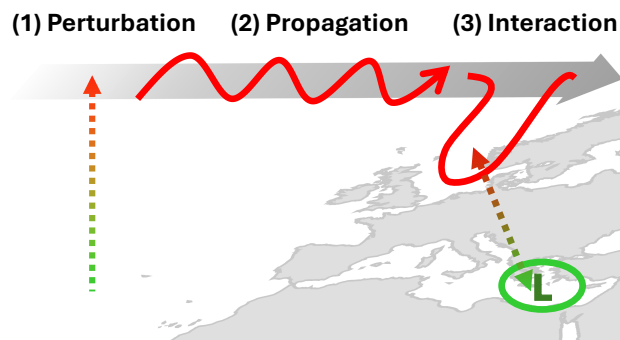 (1) Perturbation (2) Propagation (3) Interaction
L